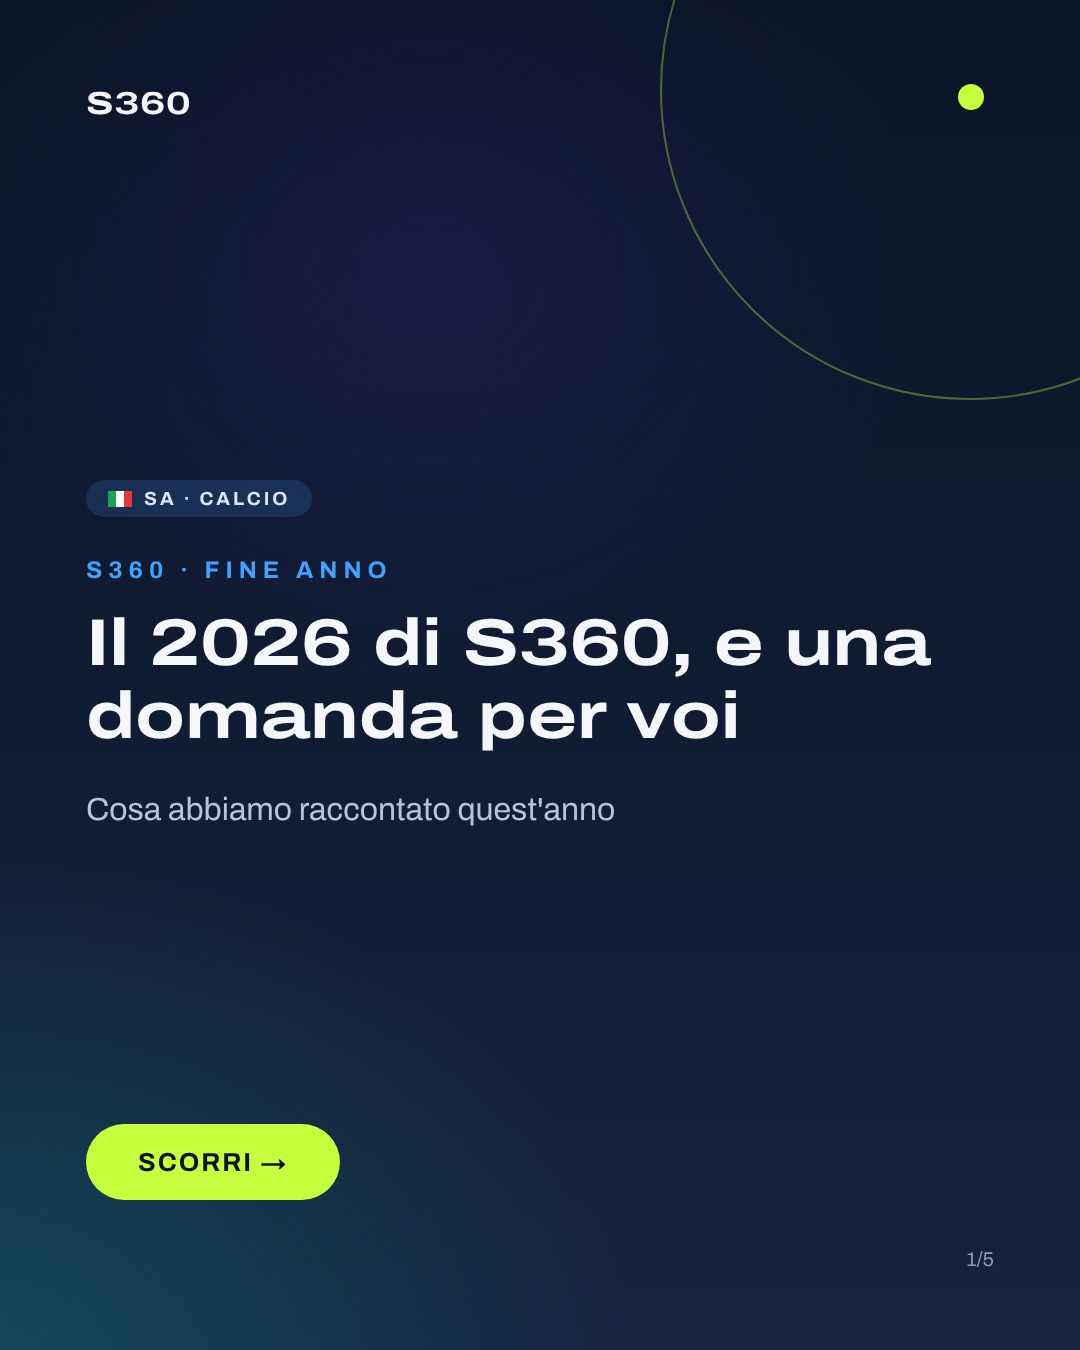 S360
SA · CALCIO
S360 · FINE ANNO
Il 2026 di S360, e una
domanda per voi
Cosa abbiamo raccontato quest'anno
SCORRI →
1/5